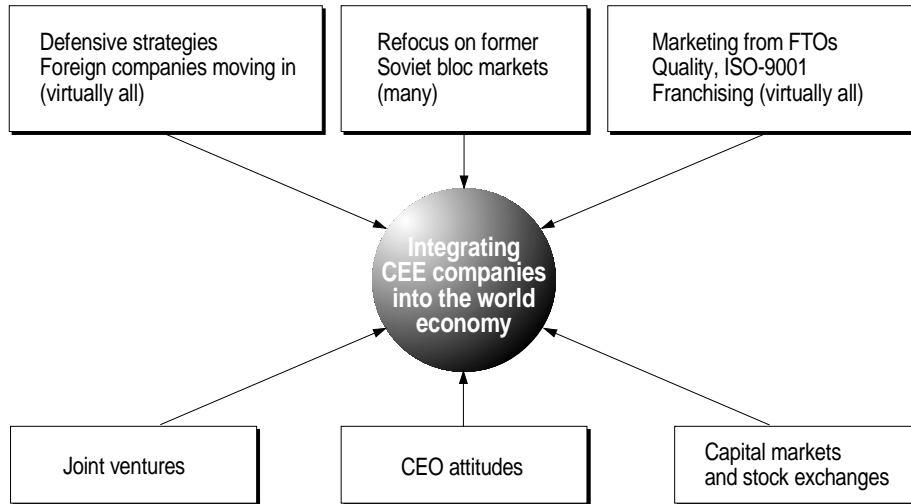 Defensive strategies
Foreign companies moving in
(virtually all)
Refocus on former
Soviet bloc markets
(many)
Marketing from FTOs
Quality, ISO-9001
Franchising (virtually all)
Integrating
CEE companies
into the world
economy
Joint ventures
CEO attitudes
Capital markets
and stock exchanges